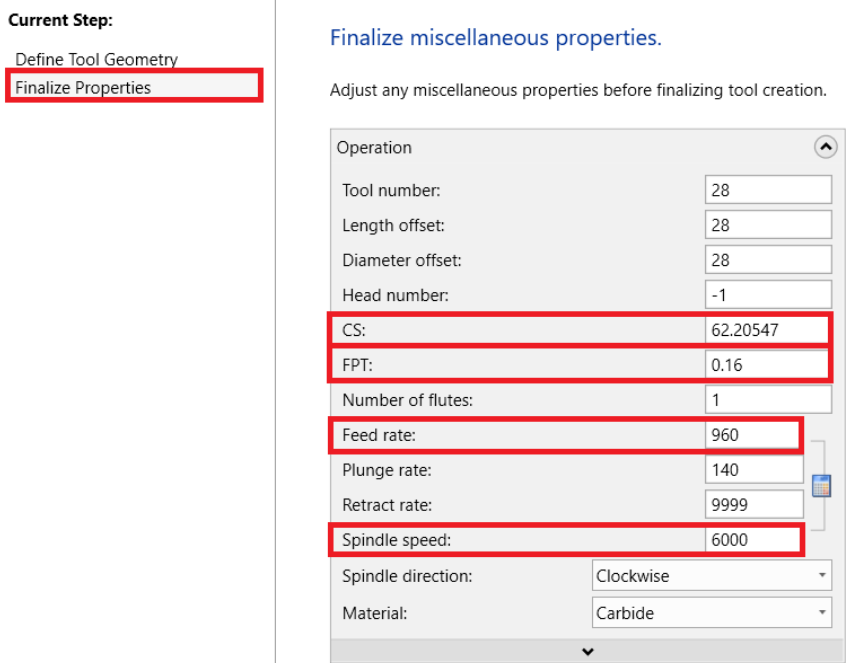 Current Step:
Define Tool Geometry
Finalize Properties
Finalize miscellaneous properties.
Adjust any miscellaneous properties before finalizing tool creation.
Operation
Tool number: 28
Length offset: 28
Diameter offset: 28
Head number: -1
CS: 62.20547
FPT: 0.16
Number of flutes: 1
Feed rate: 960
Plunge rate: 140
Retract rate: 9999
Spindle speed: 6000
Spindle direction: Clockwise
Material: Carbide